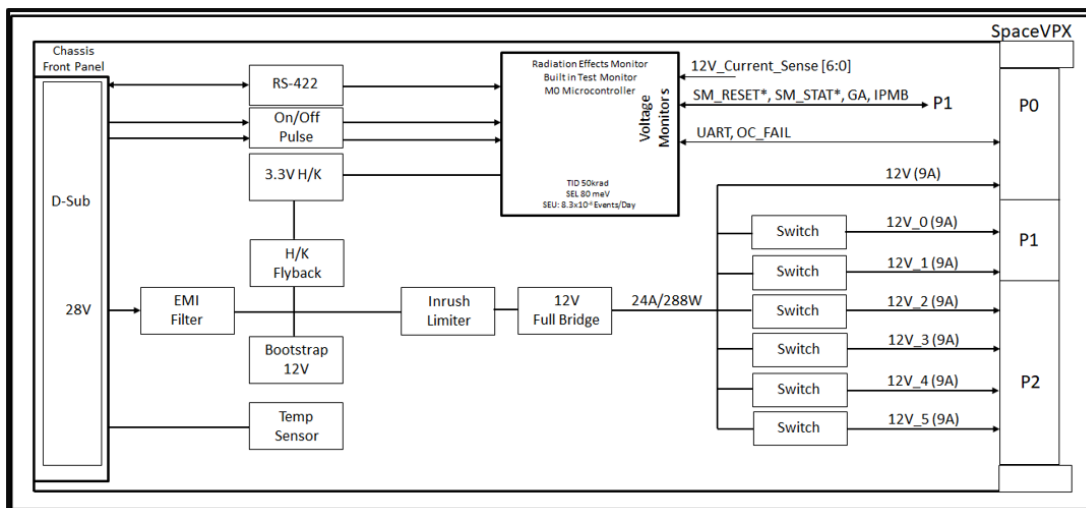 SpaceVPX
Chassis
Front Panel
D-Sub
28V
RS-422
On/Off
Pulse
3.3V H/K
H/K
Flyback
EMI
Filter
Bootstrap
12V
Temp
Sensor
Inrush
Limiter
12V
Full Bridge
24A/288W
Radiation Effects Monitor
Built in Test Monitor
M0 Microcontroller
Voltage
Monitors
TID 50krad
SEL 80 meV
12V_Current_Sense [6:0]
SM_RESET*, SM_STAT*, GA, IPMB
P1
UART, OC_FAIL
12V (9A)
Switch
12V_0 (9A)
Switch
12V_1 (9A)
Switch
12V_2 (9A)
Switch
12V_3 (9A)
Switch
12V_4 (9A)
Switch
12V_5 (9A)
P0
P1
P2